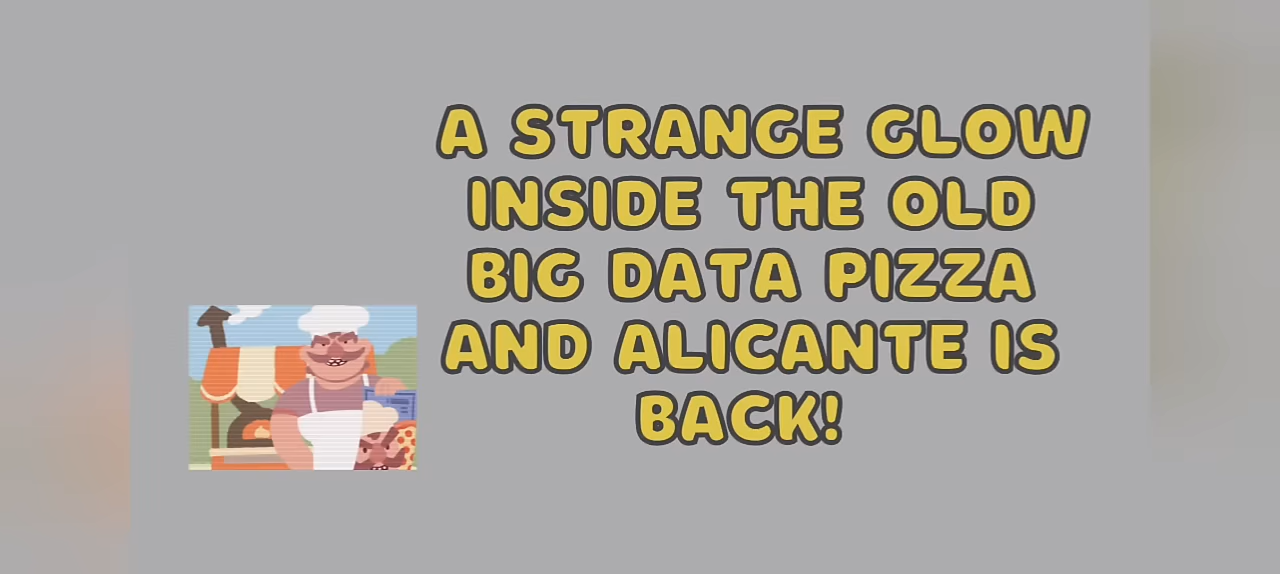 A STRANGE GLOW
INSIDE THE OLD
BIG DATA PIZZA
AND ALICANTE IS
BACK!